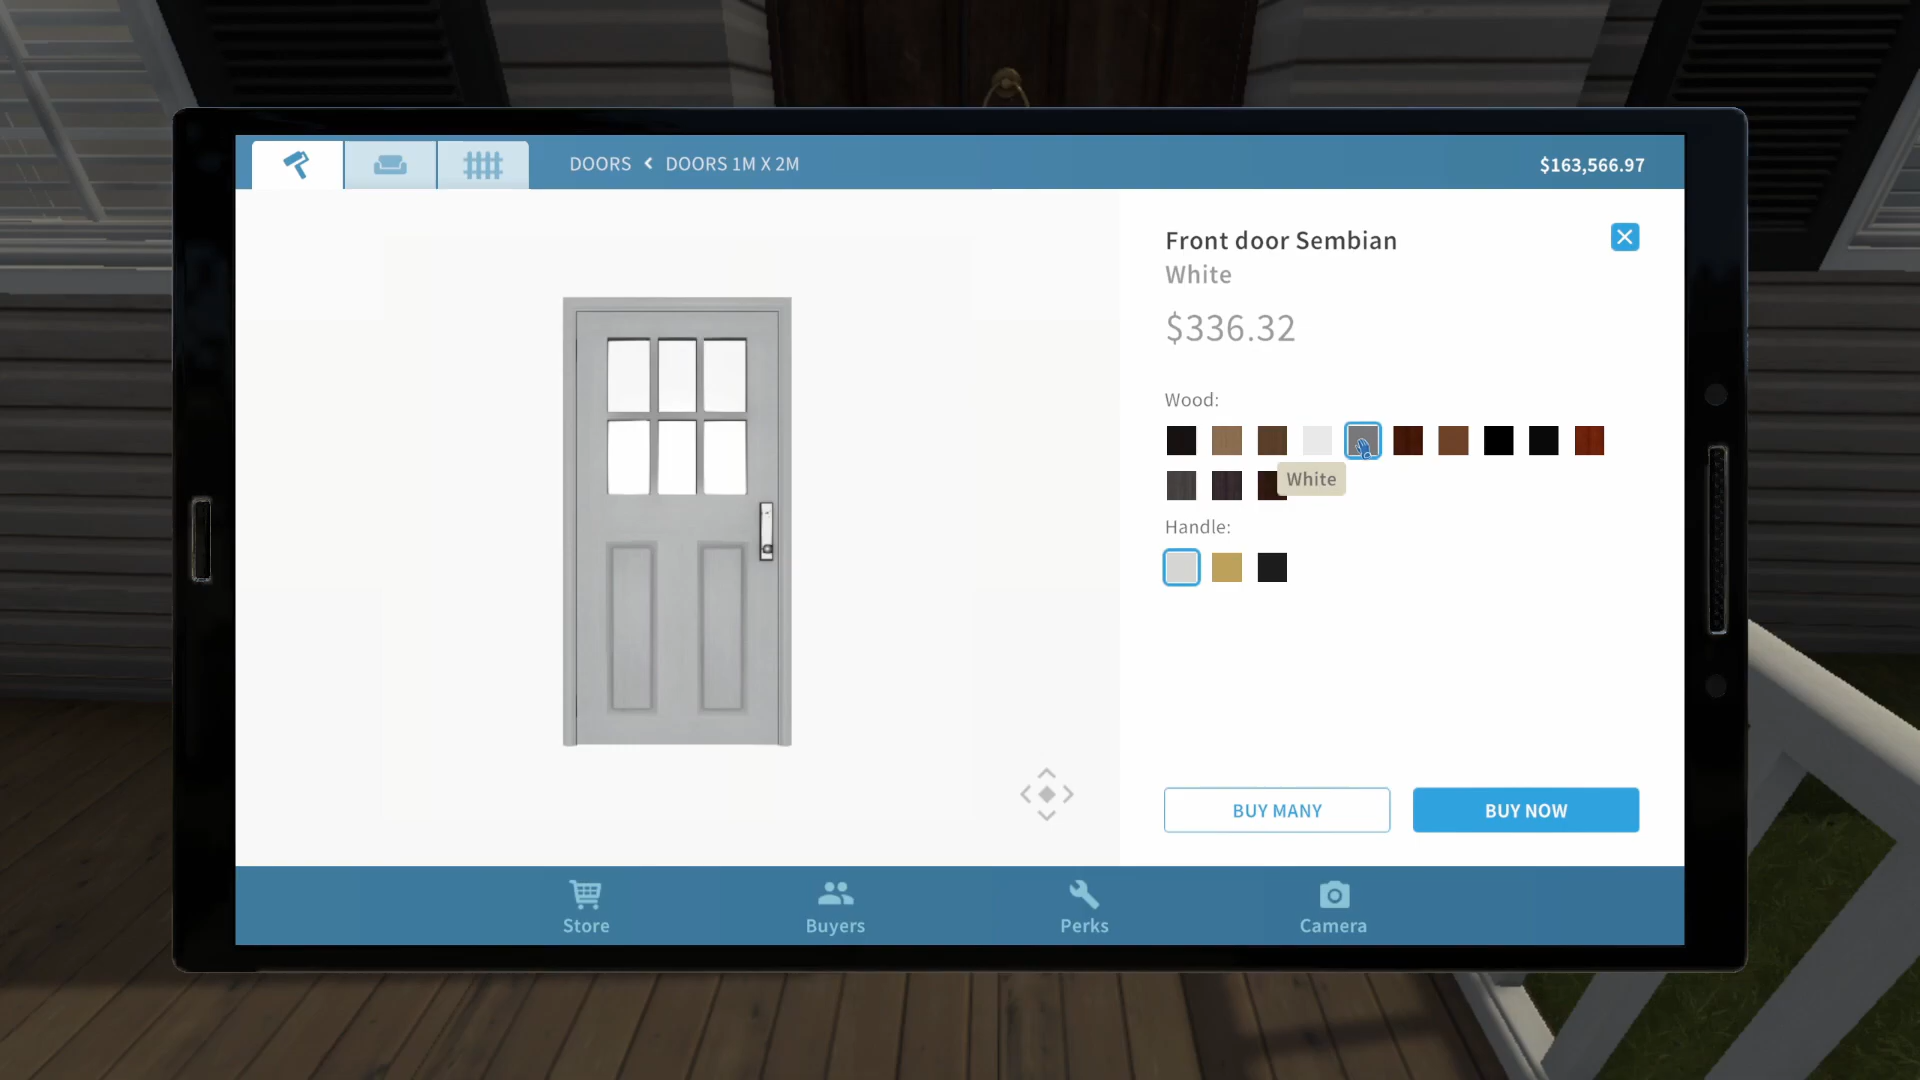 DOORS < DOORS 1M X 2M
$163,566.97
Front door Sembian
White
$336.32
Wood:
White
Handle:
BUY MANY
BUY NOW
Store
Buyers
Perks
Camera